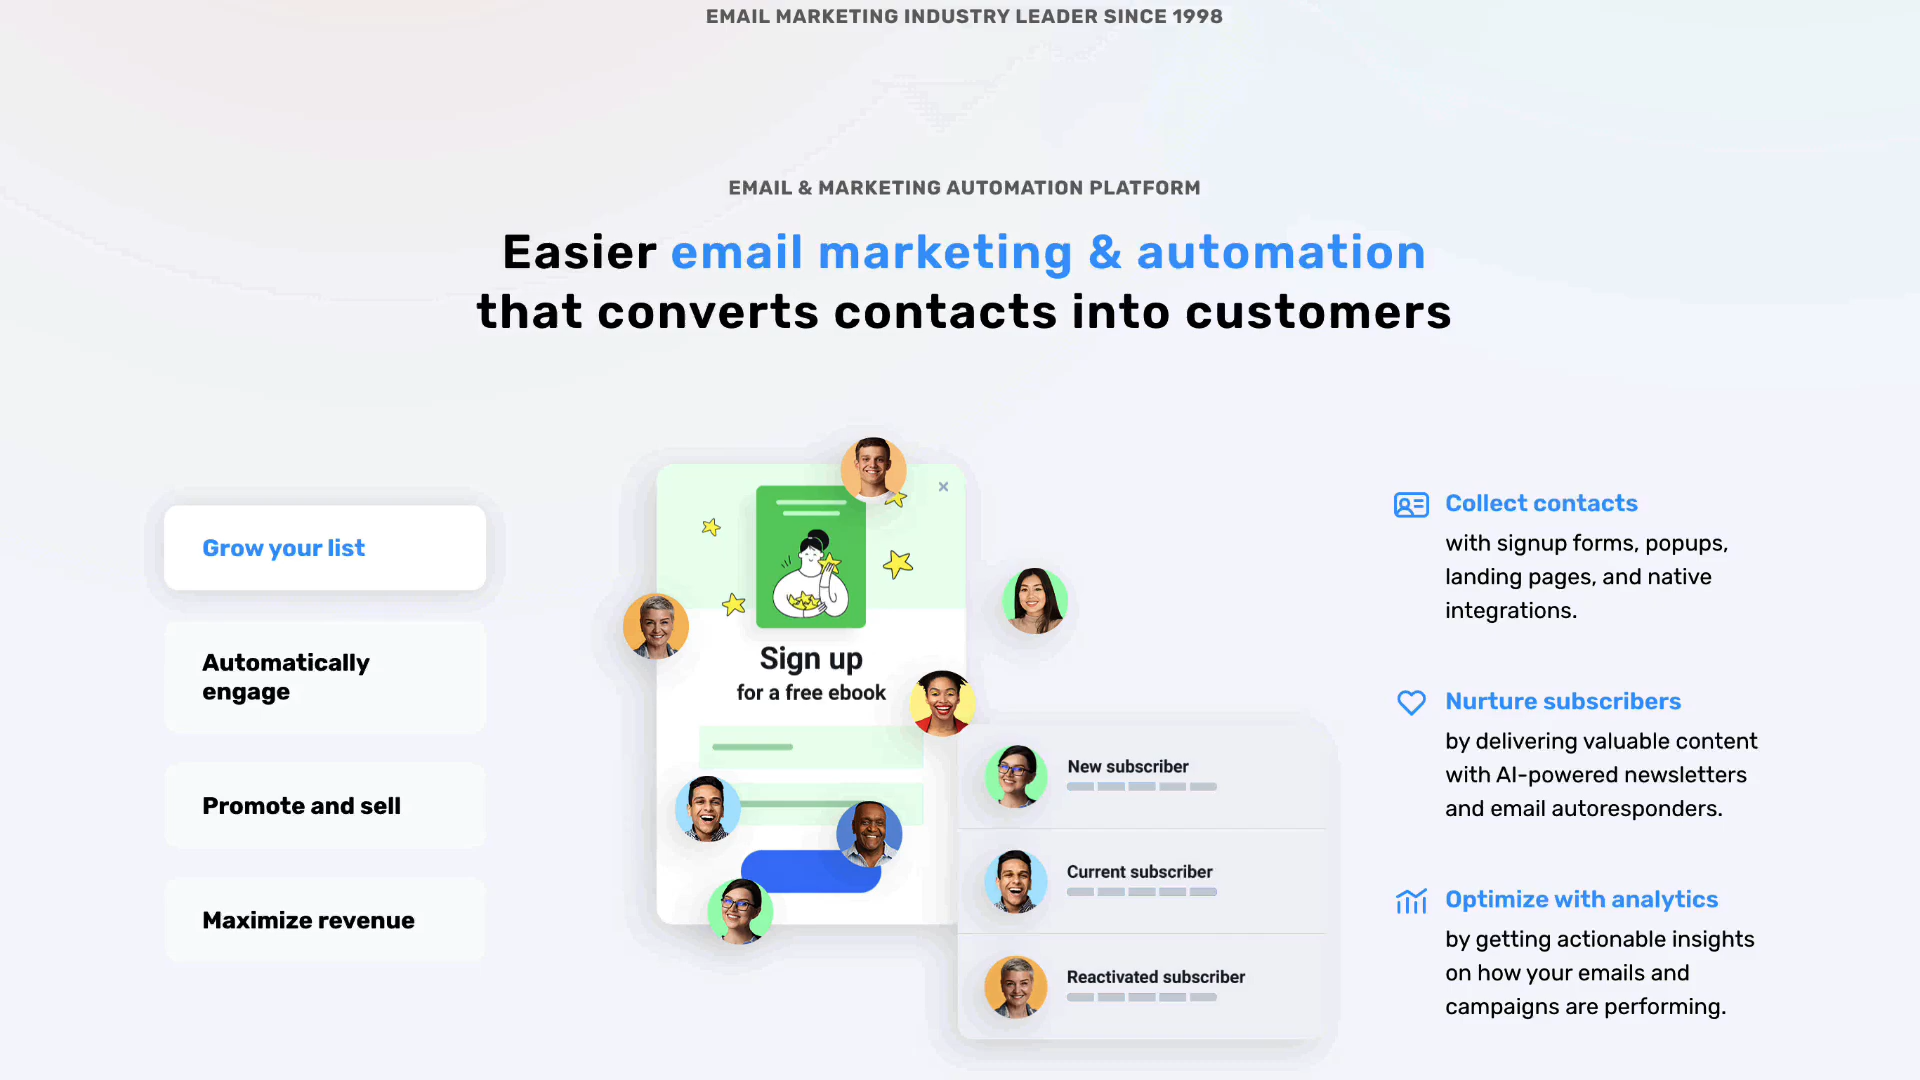 EMAIL MARKETING INDUSTRY LEADER SINCE 1998
EMAIL & MARKETING AUTOMATION PLATFORM
Easier email marketing & automation
that converts contacts into customers
Grow your list
Automatically
engage
Promote and sell
Maximize revenue
Sign up
for a free ebook
New subscriber
Current subscriber
Reactivated subscriber
Collect contacts
with signup forms, popups,
landing pages, and native
integrations.
Nurture subscribers
by delivering valuable content
with AI-powered newsletters
and email autoresponders.
Optimize with analytics
by getting actionable insights
on how your emails and
campaigns are performing.